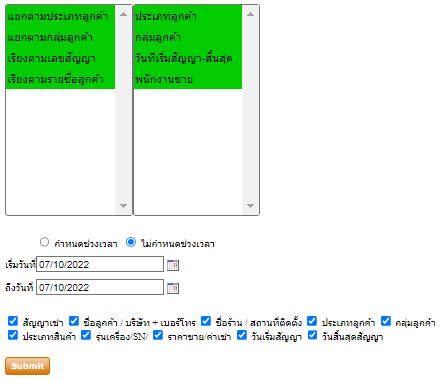 แยกตามประเภทลูกค้า
แยกตามกลุ่มลูกค้า
เรียงตามเลขสัญญา
เรียงตามรายชื่อลูกค้า
ประเภทลูกค้า
กลุ่มลูกค้า
วันที่เริ่มสัญญา-สิ้นสุด
พนักงานขาย
กำหนดช่วงเวลา ไม่กำหนดช่วงเวลา
เริ่มวันที่ 07/10/2022
ถึงวันที่ 07/10/2022
สัญญาเช่า ชื่อลูกค้า / บริษัท + เบอร์โทร ชื่อร้าน / สถานที่ติดตั้ง ประเภทลูกค้า กลุ่มลูกค้า
ประเภทสินค้า รุ่นเครื่อง/SN/ ราคาขาย/ค่าเช่า วันเริ่มสัญญา วันสิ้นสุดสัญญา
Submit